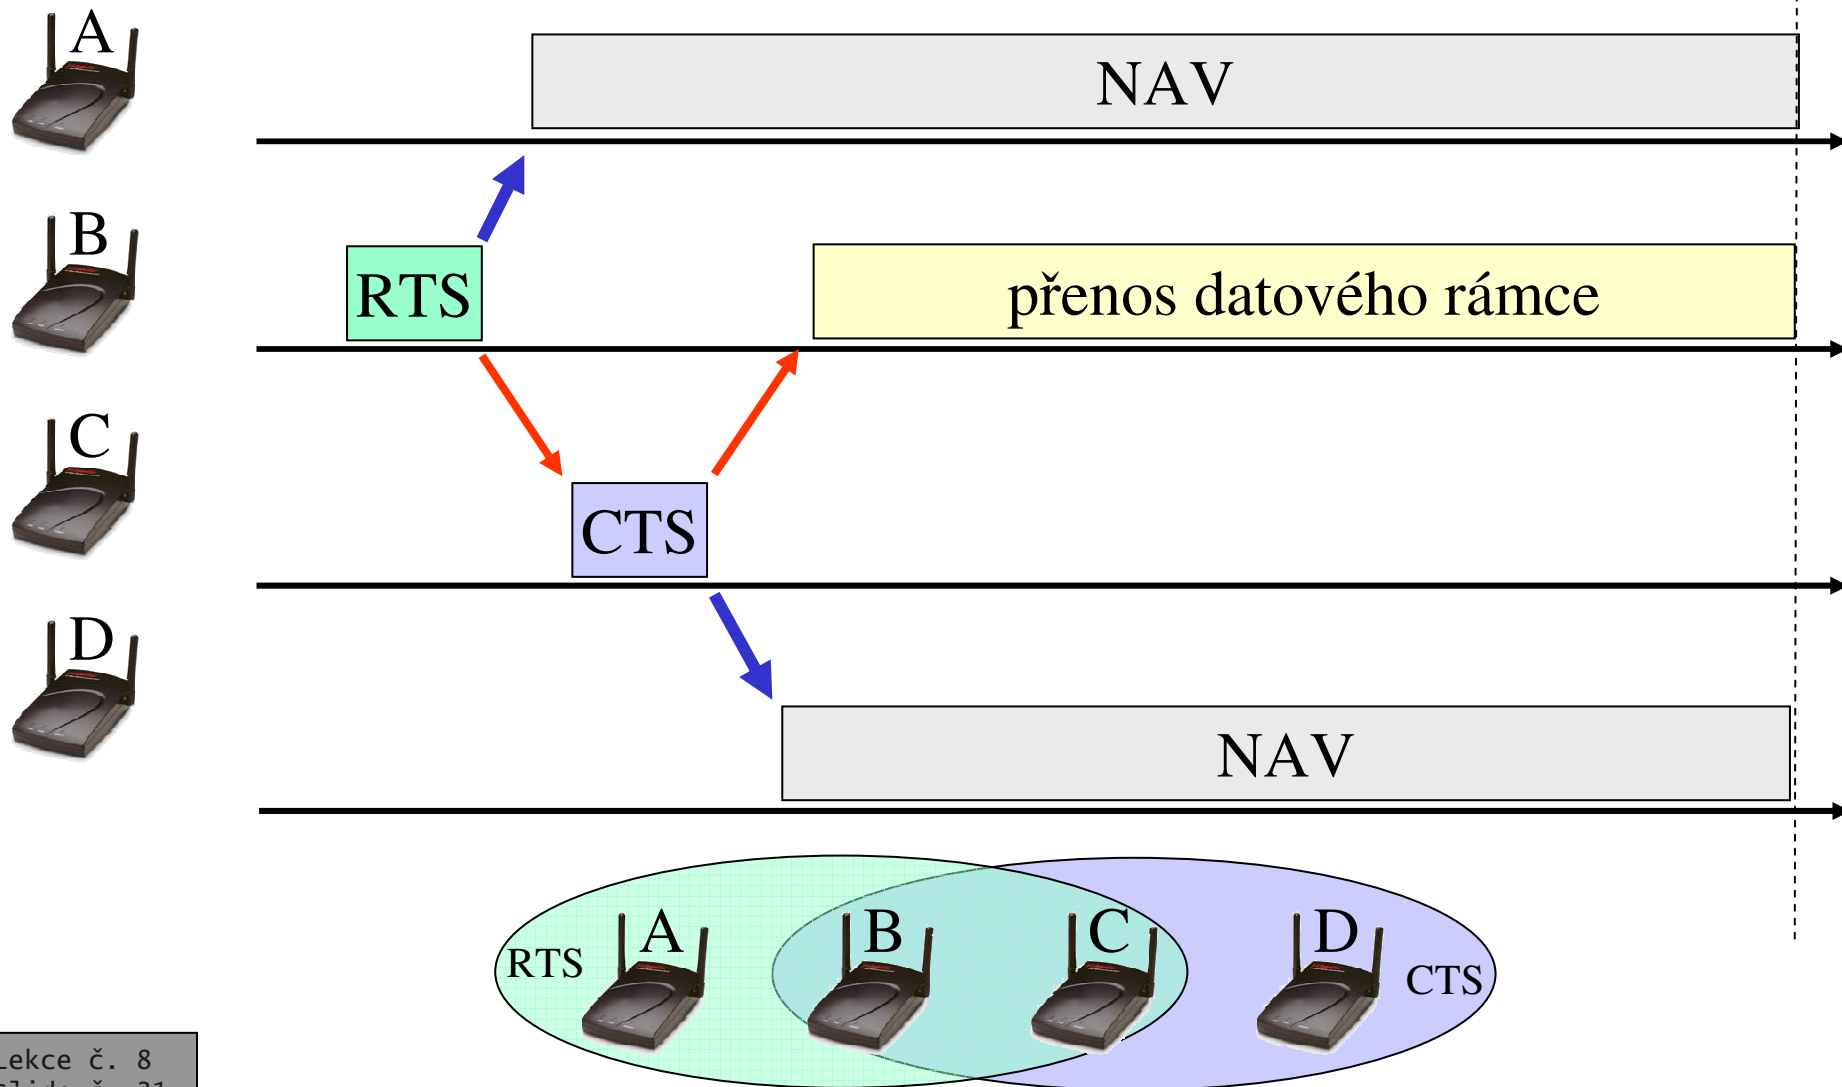 A
NAV
B
RTS
přenos datového rámce
C
CTS
D
NAV
RTS
A
B
C
D
CTS
Lekce č. 8